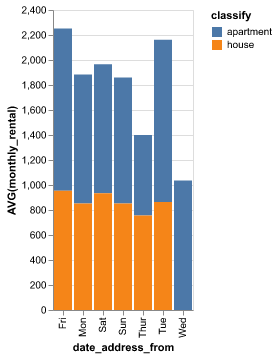 classify
apartment
house
2,400
2,200
2,000
1,800
1,600
1,400
1,200
1,000
800
600
400
200
0
AVG(monthly_rental)
Fri
Mon
Sat
Sun
Thur
Tue
Wed
date_address_from